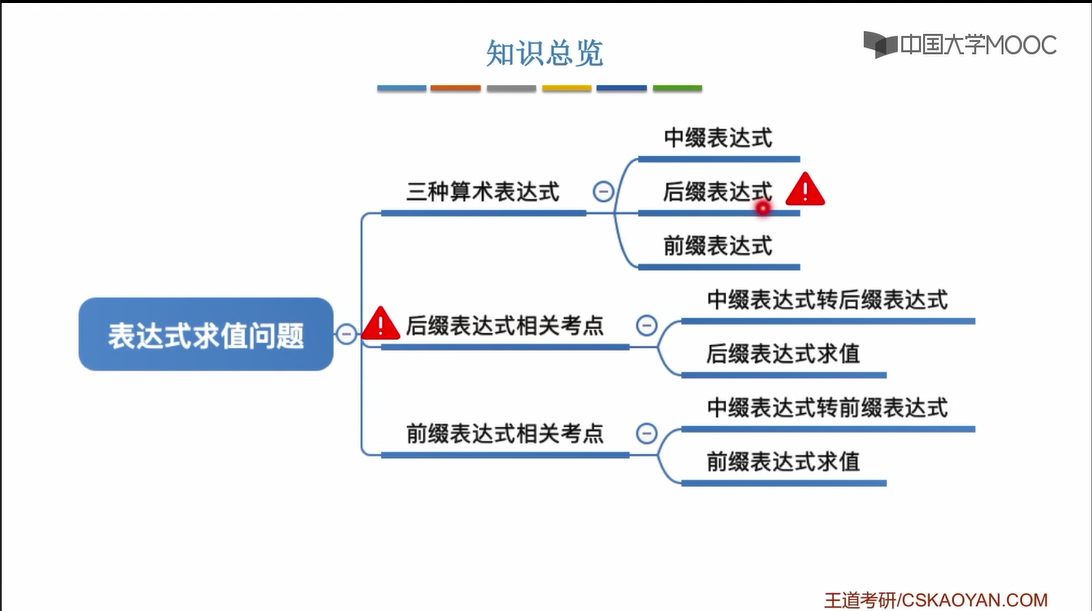 知识总览
中国大学MOOC
中缀表达式
三种算术表达式
后缀表达式
前缀表达式
表达式求值问题
后缀表达式相关考点
中缀表达式转后缀表达式
后缀表达式求值
前缀表达式相关考点
中缀表达式转前缀表达式
前缀表达式求值
王道考研/CSKAOYAN.COM